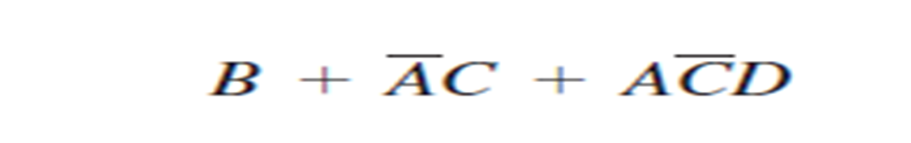 B + A̅C + AC̅D